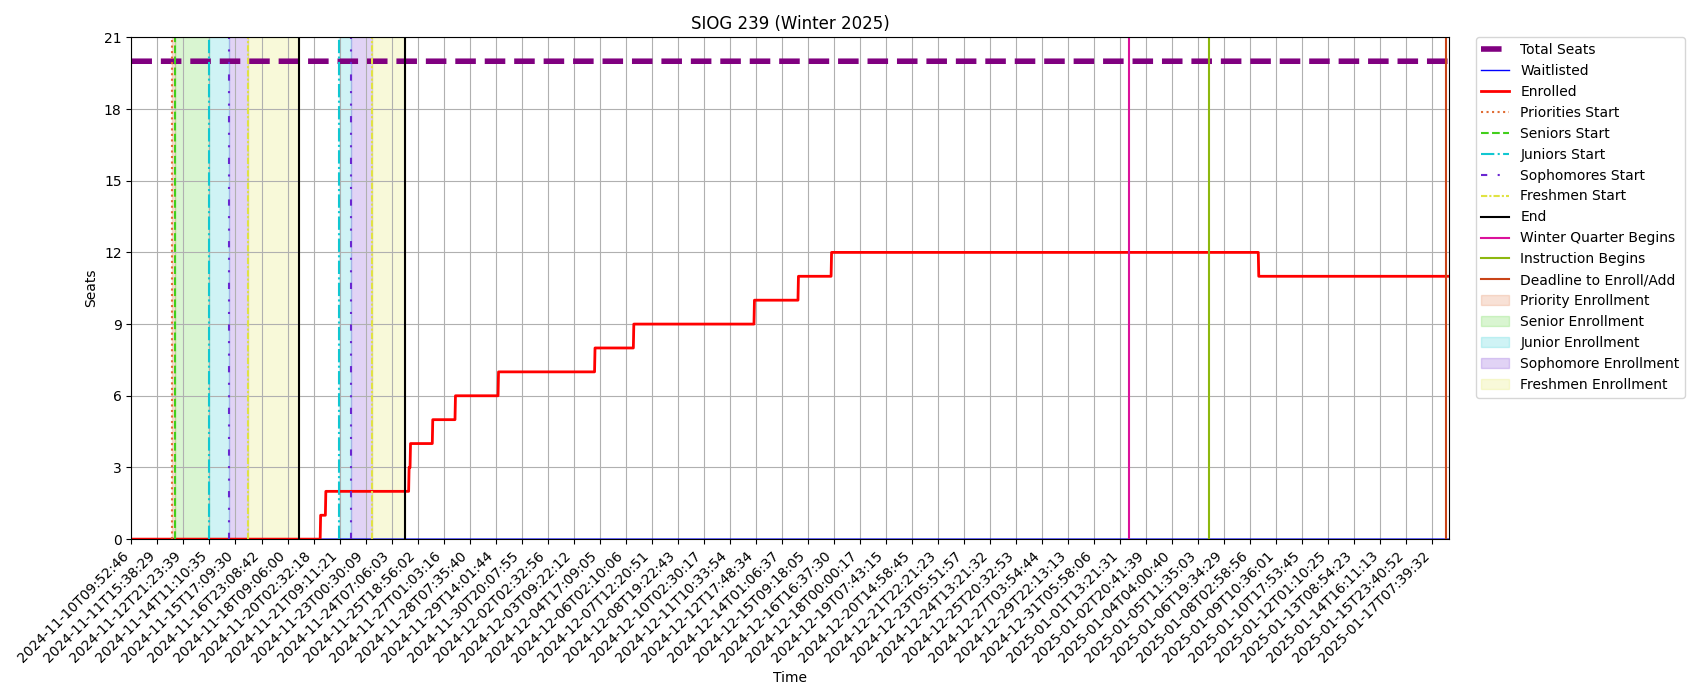 SIOG 239 (Winter 2025)
21
18
15
12
9
6
3
0
Seats
2024-11-10T09:52:46
2024-11-11T15:38:29
2024-11-12T21:23:39
2024-11-14T11:10:35
2024-11-15T17:09:30
2024-11-16T23:08:42
2024-11-18T09:06:00
2024-11-20T02:32:18
2024-11-21T09:11:21
2024-11-23T00:30:09
2024-11-24T07:06:03
2024-11-25T18:56:02
2024-11-27T01:03:16
2024-11-28T07:35:40
2024-11-29T14:01:44
2024-11-30T20:07:55
2024-12-02T02:32:56
2024-12-03T09:22:12
2024-12-04T17:09:05
2024-12-06T02:10:06
2024-12-07T12:20:51
2024-12-08T19:22:43
2024-12-10T02:30:17
2024-12-11T10:33:54
2024-12-12T17:48:34
2024-12-14T01:06:37
2024-12-15T09:18:05
2024-12-16T16:37:30
2024-12-18T00:00:17
2024-12-19T07:43:15
2024-12-20T14:58:45
2024-12-21T22:21:23
2024-12-23T05:51:57
2024-12-24T13:21:32
2024-12-25T20:32:53
2024-12-27T03:54:44
2024-12-29T22:13:13
2024-12-31T05:58:06
2025-01-01T13:21:31
2025-01-02T20:41:39
2025-01-04T04:00:40
2025-01-05T11:35:03
2025-01-06T19:34:29
2025-01-08T02:58:56
2025-01-09T10:36:01
2025-01-10T17:53:45
2025-01-12T01:10:25
2025-01-13T08:54:23
2025-01-14T16:11:13
2025-01-15T23:40:52
2025-01-17T07:39:32
Time
Total Seats
Waitlisted
Enrolled
Priorities Start
Seniors Start
Juniors Start
Sophomores Start
Freshmen Start
End
Winter Quarter Begins
Instruction Begins
Deadline to Enroll/Add
Priority Enrollment
Senior Enrollment
Junior Enrollment
Sophomore Enrollment
Freshmen Enrollment